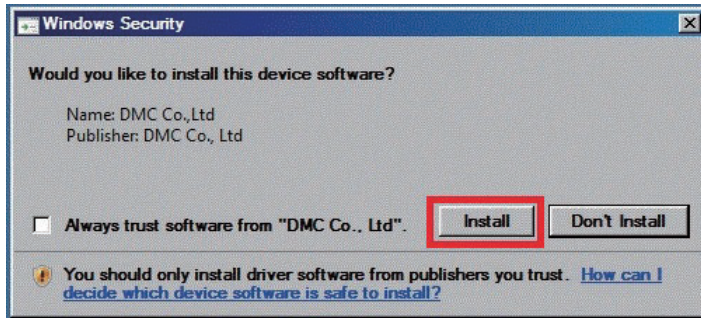 Windows Security
Would you like to install this device software?
Name: DMC Co.,Ltd
Publisher: DMC Co., Ltd
Always trust software from "DMC Co., Ltd".
Install
Don't Install
You should only install driver software from publishers you trust. How can I
decide which device software is safe to install?